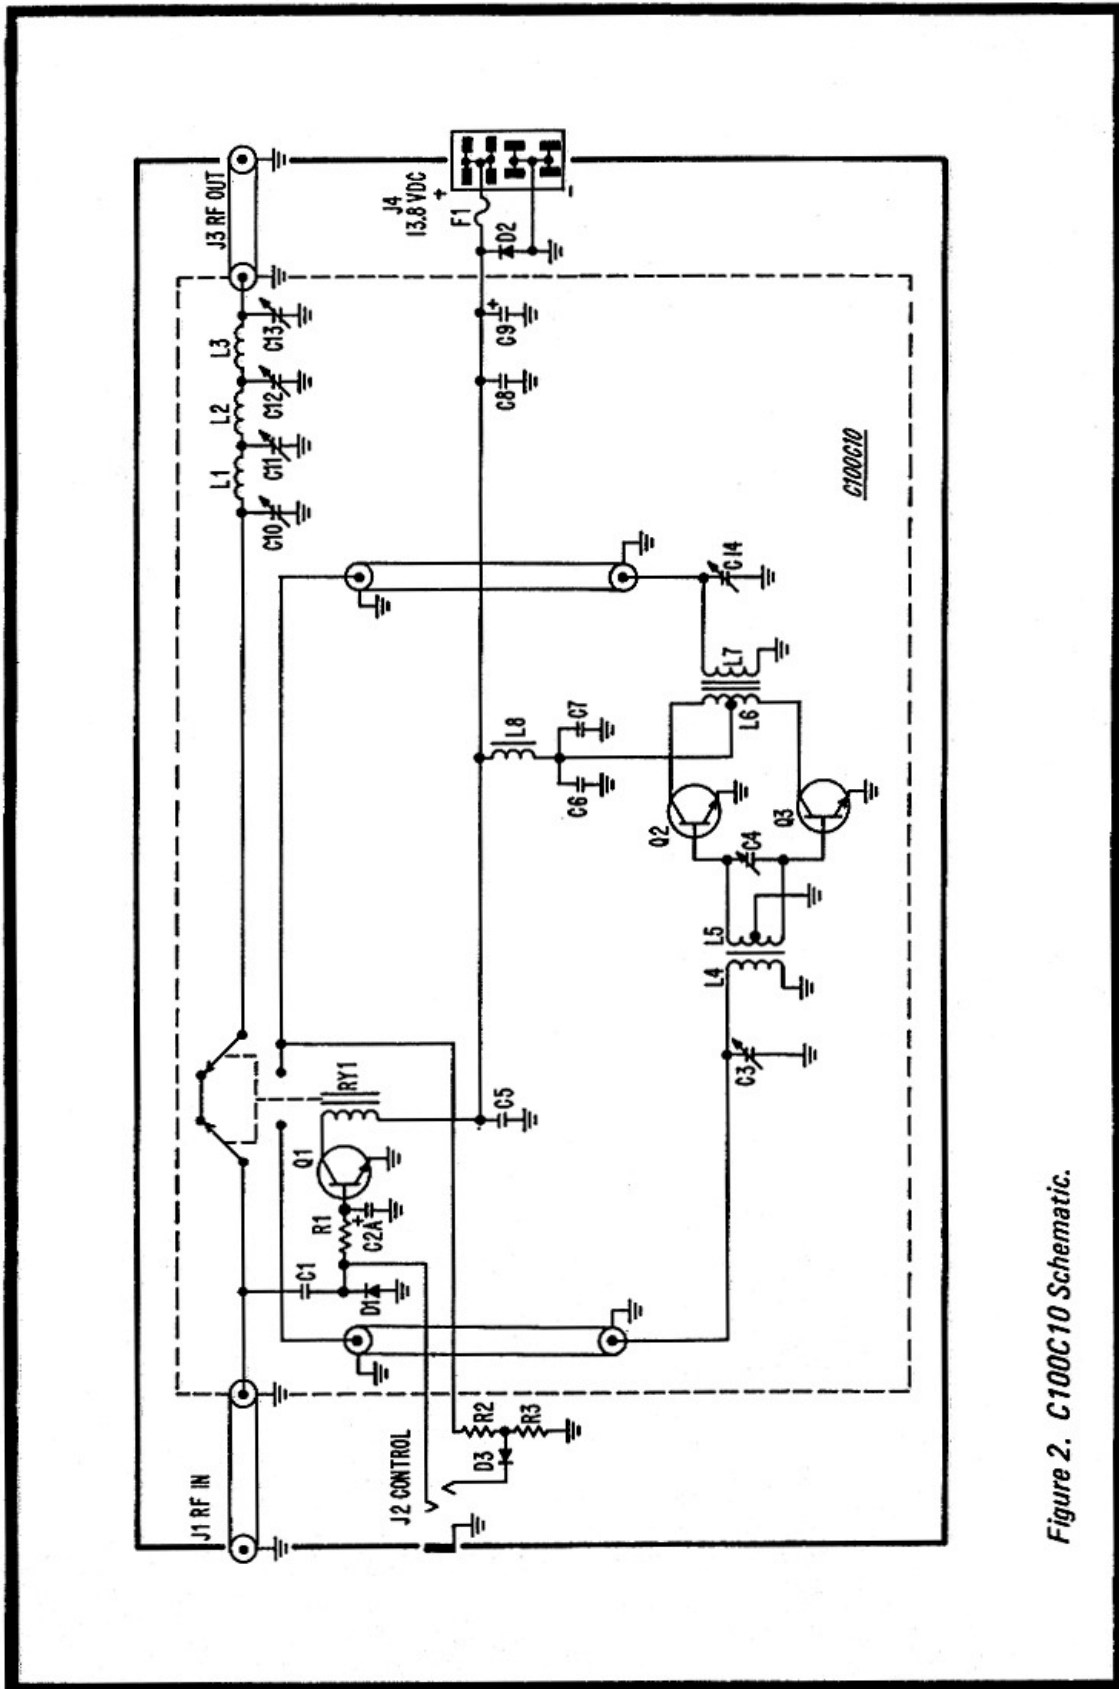 J1 RF IN
J3 RF OUT
L1
L2
L3
C10
C11
C12
C13
J4
13.8 VDC
+
-
F1
D2
+
C9
C8
RY1
Q1
R1
+
C2A
C1
D1
C5
J2 CONTROL
R2
R3
D3
L8
C6
C7
Q2
Q3
C4
L4
L5
L6
L7
C3
C14
C100C10
Figure 2. C100C10 Schematic.